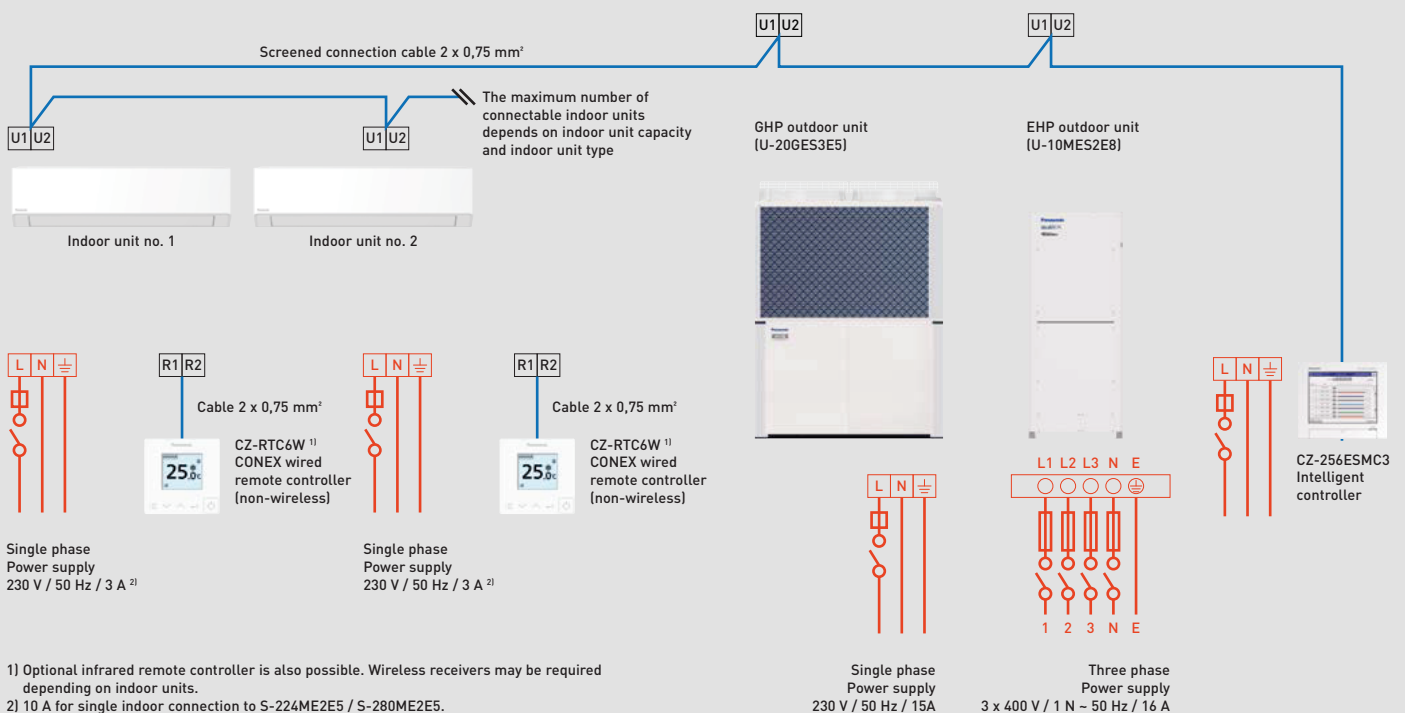 U1 U2
U1 U2
Screened connection cable 2 x 0,75 mm²
The maximum number of
connectable indoor units
depends on indoor unit capacity
and indoor unit type
U1 U2
U1 U2
GHP outdoor unit
(U-20GES3E5)
EHP outdoor unit
(U-10MES2E8)
Indoor unit no. 1
Indoor unit no. 2
Panasonic
Panasonic
L N
R1 R2
L N
R1 R2
L N
Cable 2 x 0,75 mm²
Cable 2 x 0,75 mm²
Panasonic
25.0c
CZ-RTC6W 1)
CONEX wired
remote controller
(non-wireless)
Panasonic
25.0c
CZ-RTC6W 1)
CONEX wired
remote controller
(non-wireless)
CZ-256ESMC3
Intelligent
controller
L N
L1 L2 L3 N E
1 2 3 N E
Single phase
Power supply
230 V / 50 Hz / 3 A 2)
Single phase
Power supply
230 V / 50 Hz / 3 A 2)
Single phase
Power supply
230 V / 50 Hz / 15A
Three phase
Power supply
3 x 400 V / 1 N ~ 50 Hz / 16 A
1) Optional infrared remote controller is also possible. Wireless receivers may be required
depending on indoor units.
2) 10 A for single indoor connection to S-224ME2E5 / S-280ME2E5.